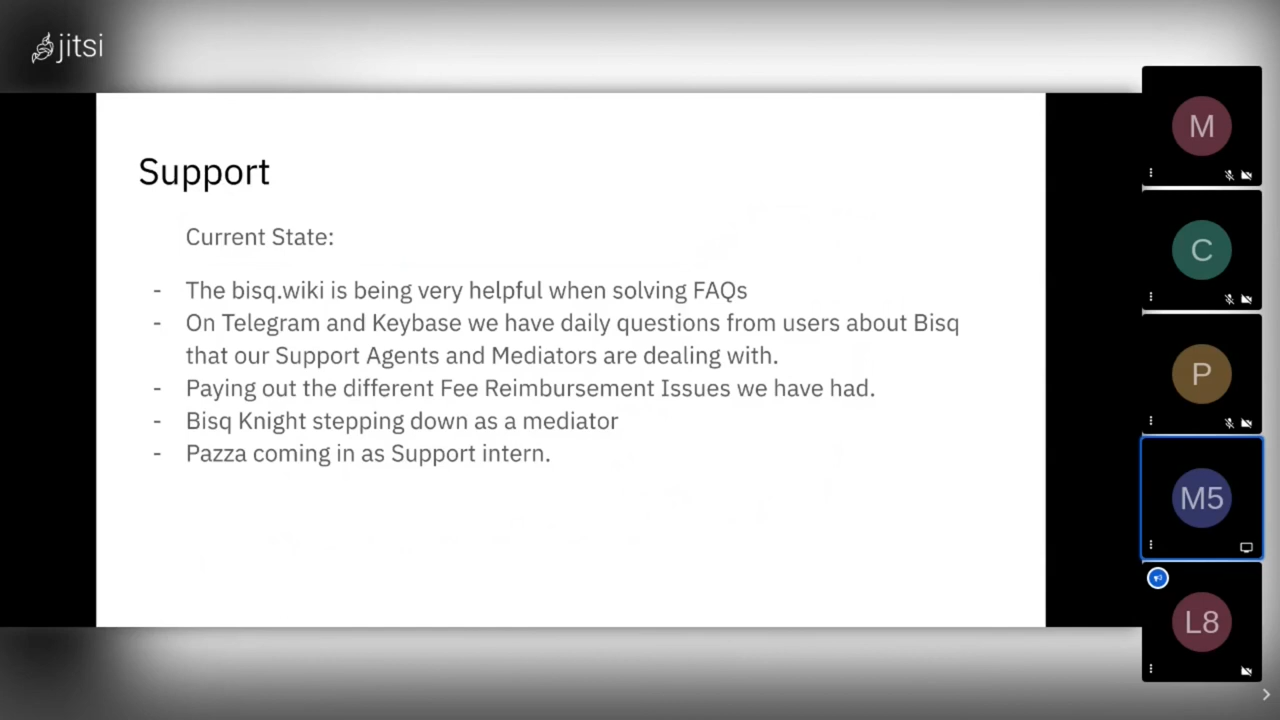 jitsi
Support
Current State:
- The bisq.wiki is being very helpful when solving FAQs
- On Telegram and Keybase we have daily questions from users about Bisq
that our Support Agents and Mediators are dealing with.
- Paying out the different Fee Reimbursement Issues we have had.
- Bisq Knight stepping down as a mediator
- Pazza coming in as Support intern.
M
C
P
M5
L8